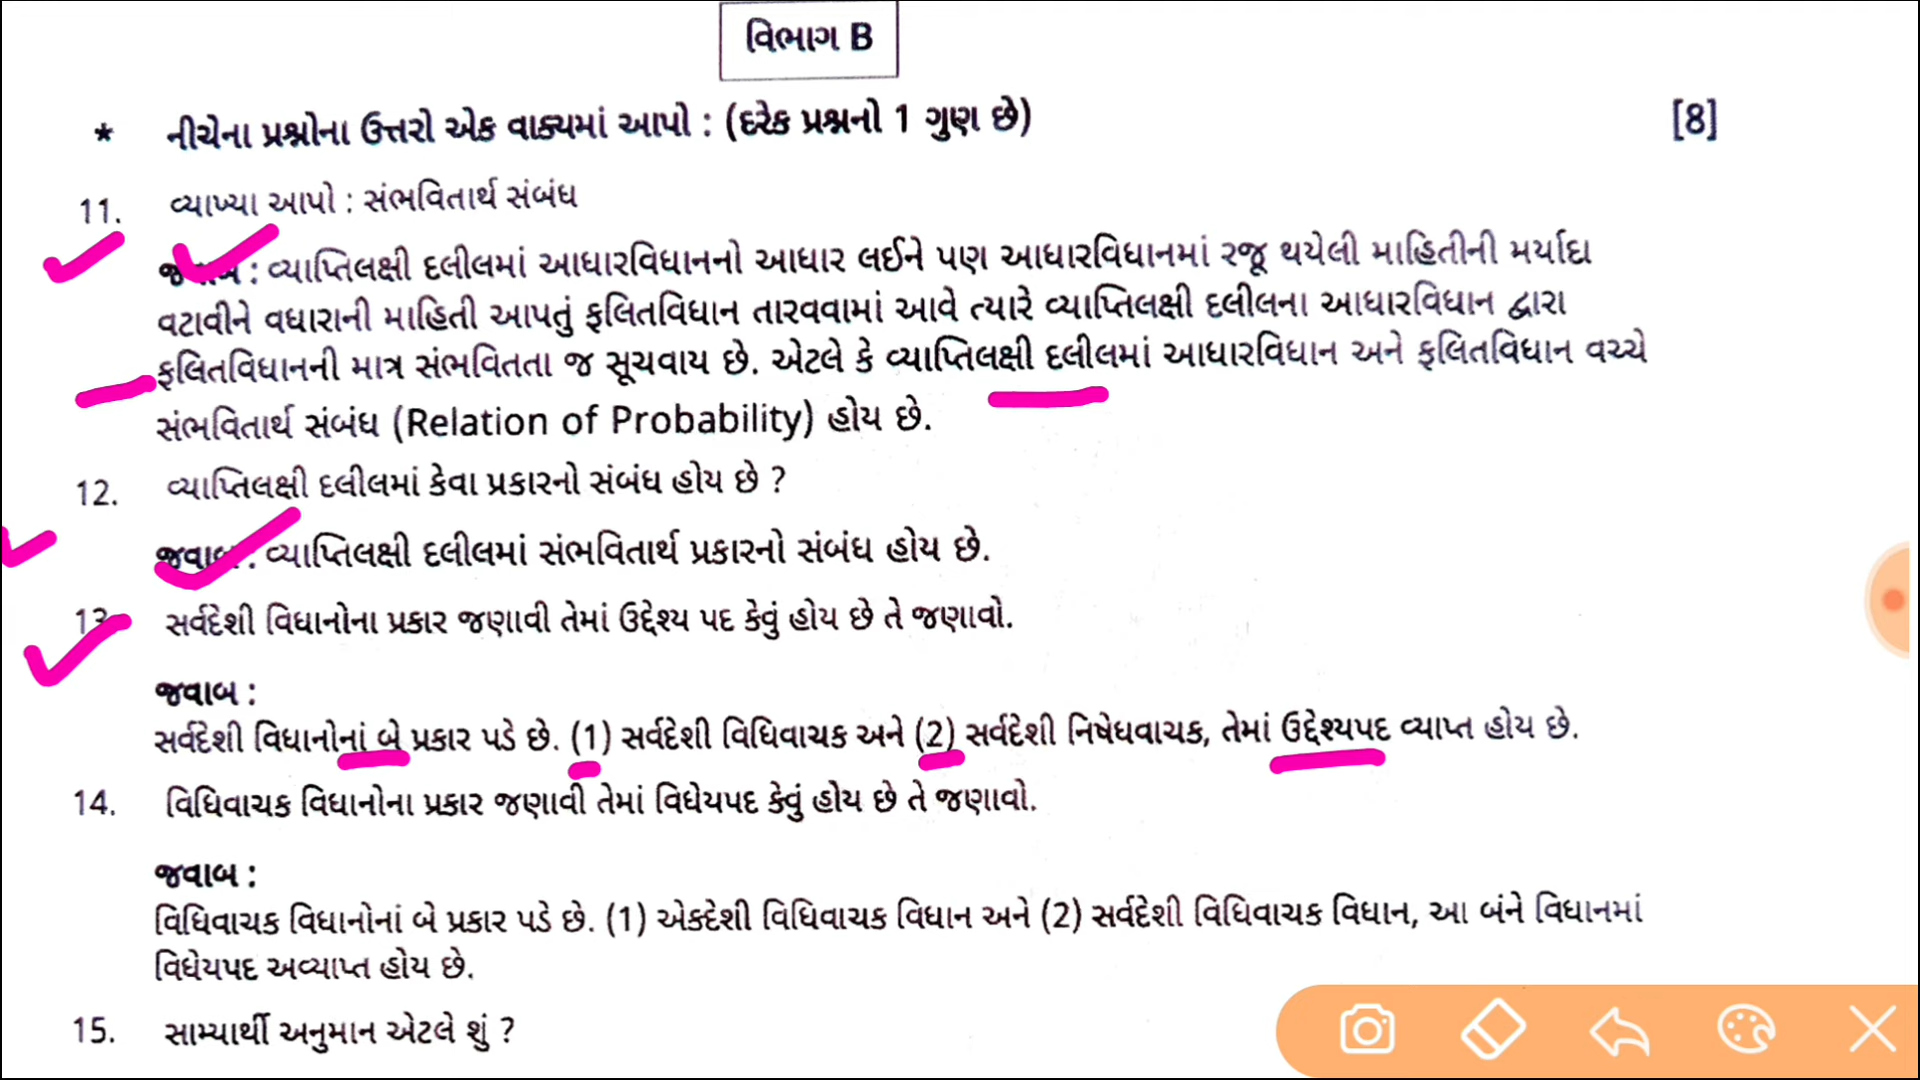 વિભાગ B
* નીચેના પ્રશ્નોના ઉત્તરો એક વાક્યમાં આપો : (દરેક પ્રશ્નનો 1 ગુણ છે) [8]
11. વ્યાખ્યા આપો : સંભવિતાર્થ સંબંધ
જવાબ : વ્યાપ્તિલક્ષી દલીલમાં આધારવિધાનનો આધાર લઈને પણ આધારવિધાનમાં રજૂ થયેલી માહિતીની મર્યાદા
વટાવીને વધારાની માહિતી આપતું ફલિતવિધાન તારવવામાં આવે ત્યારે વ્યાપ્તિલક્ષી દલીલના આધારવિધાન દ્વારા
ફલિતવિધાનની માત્ર સંભવિતતા જ સૂચવાય છે. એટલે કે વ્યાપ્તિલક્ષી દલીલમાં આધારવિધાન અને ફલિતવિધાન વચ્ચે
સંભવિતાર્થ સંબંધ (Relation of Probability) હોય છે.
12. વ્યાપ્તિલક્ષી દલીલમાં કેવા પ્રકારનો સંબંધ હોય છે ?
જવાબ : વ્યાપ્તિલક્ષી દલીલમાં સંભવિતાર્થ પ્રકારનો સંબંધ હોય છે.
13. સર્વદેશી વિધાનોના પ્રકાર જણાવી તેમાં ઉદ્દેશ્ય પદ કેવું હોય છે તે જણાવો.
જવાબ :
સર્વદેશી વિધાનોનાં બે પ્રકાર પડે છે. (1) સર્વદેશી વિધિવાચક અને (2) સર્વદેશી નિષેધવાચક, તેમાં ઉદ્દેશ્યપદ વ્યાપ્ત હોય છે.
14. વિધિવાચક વિધાનોના પ્રકાર જણાવી તેમાં વિધેયપદ કેવું હોય છે તે જણાવો.
જવાબ :
વિધિવાચક વિધાનોનાં બે પ્રકાર પડે છે. (1) એકદેશી વિધિવાચક વિધાન અને (2) સર્વદેશી વિધિવાચક વિધાન, આ બંને વિધાનમાં
વિધેયપદ અવ્યાપ્ત હોય છે.
15. સામ્યાર્થી અનુમાન એટલે શું ?